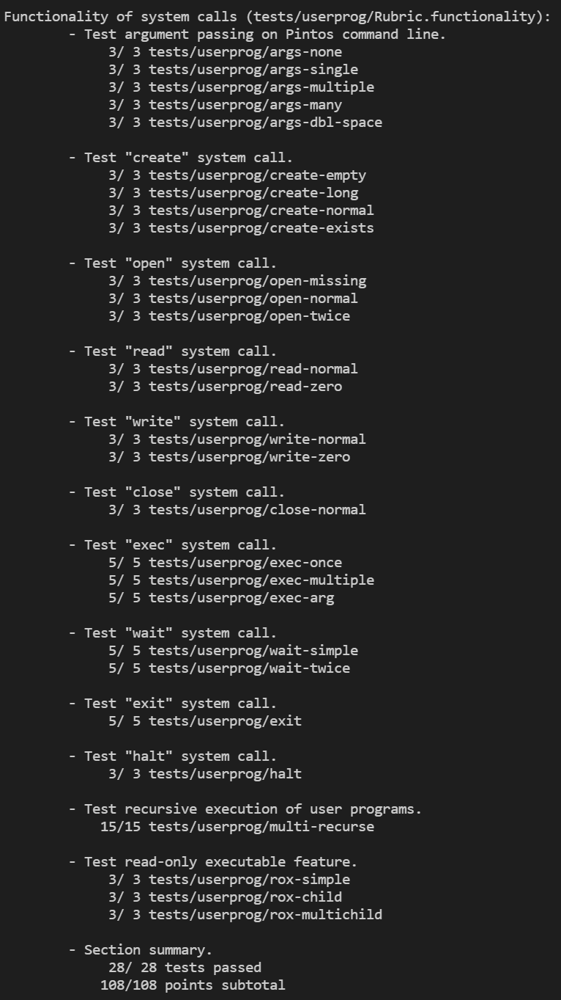 Functionality of system calls (tests/userprog/Rubric.functionality):
- Test argument passing on Pintos command line.
3/ 3 tests/userprog/args-none
3/ 3 tests/userprog/args-single
3/ 3 tests/userprog/args-multiple
3/ 3 tests/userprog/args-many
3/ 3 tests/userprog/args-dbl-space
- Test "create" system call.
3/ 3 tests/userprog/create-empty
3/ 3 tests/userprog/create-long
3/ 3 tests/userprog/create-normal
3/ 3 tests/userprog/create-exists
- Test "open" system call.
3/ 3 tests/userprog/open-missing
3/ 3 tests/userprog/open-normal
3/ 3 tests/userprog/open-twice
- Test "read" system call.
3/ 3 tests/userprog/read-normal
3/ 3 tests/userprog/read-zero
- Test "write" system call.
3/ 3 tests/userprog/write-normal
3/ 3 tests/userprog/write-zero
- Test "close" system call.
3/ 3 tests/userprog/close-normal
- Test "exec" system call.
5/ 5 tests/userprog/exec-once
5/ 5 tests/userprog/exec-multiple
5/ 5 tests/userprog/exec-arg
- Test "wait" system call.
5/ 5 tests/userprog/wait-simple
5/ 5 tests/userprog/wait-twice
- Test "exit" system call.
5/ 5 tests/userprog/exit
- Test "halt" system call.
3/ 3 tests/userprog/halt
- Test recursive execution of user programs.
15/15 tests/userprog/multi-recurse
- Test read-only executable feature.
3/ 3 tests/userprog/rox-simple
3/ 3 tests/userprog/rox-child
3/ 3 tests/userprog/rox-multichild
- Section summary.
28/ 28 tests passed
108/108 points subtotal